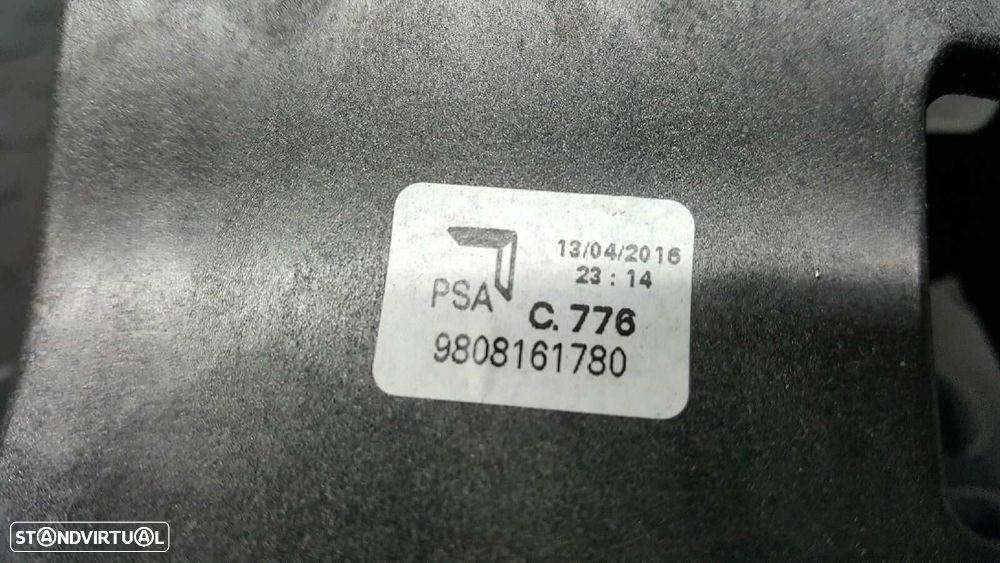 13/04/2016
23 : 14
PSA
C. 776
9808161780
STANDVIRTUAL